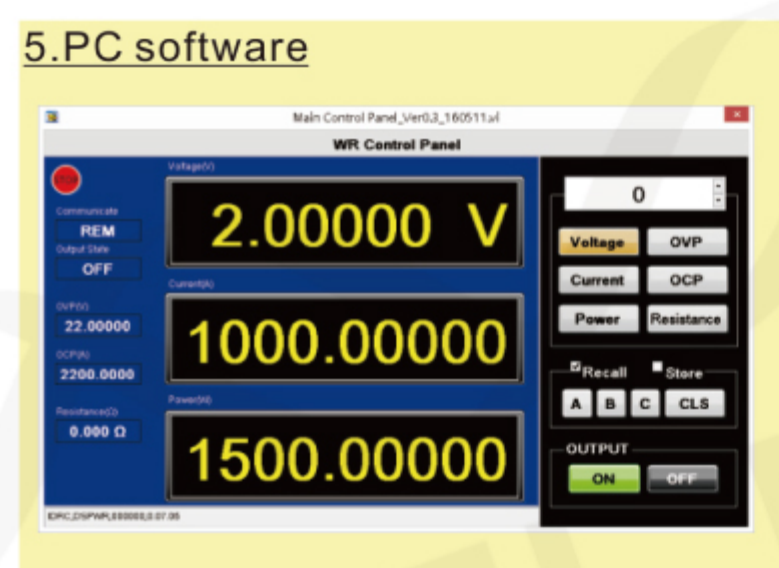 5.PC software
Main Control Panel_Ver0.3_160511.vi
WR Control Panel
STOP
Voltage(V)
2.00000 V
Communicate
REM
Output State
OFF
Current(A)
1000.00000
OVP(V)
22.00000
OCP(A)
2200.0000
Resistance(Ω)
0.000 Ω
Power(W)
1500.00000
0
Voltage OVP
Current OCP
Power Resistance
Recall Store
A B C CLS
OUTPUT
ON OFF